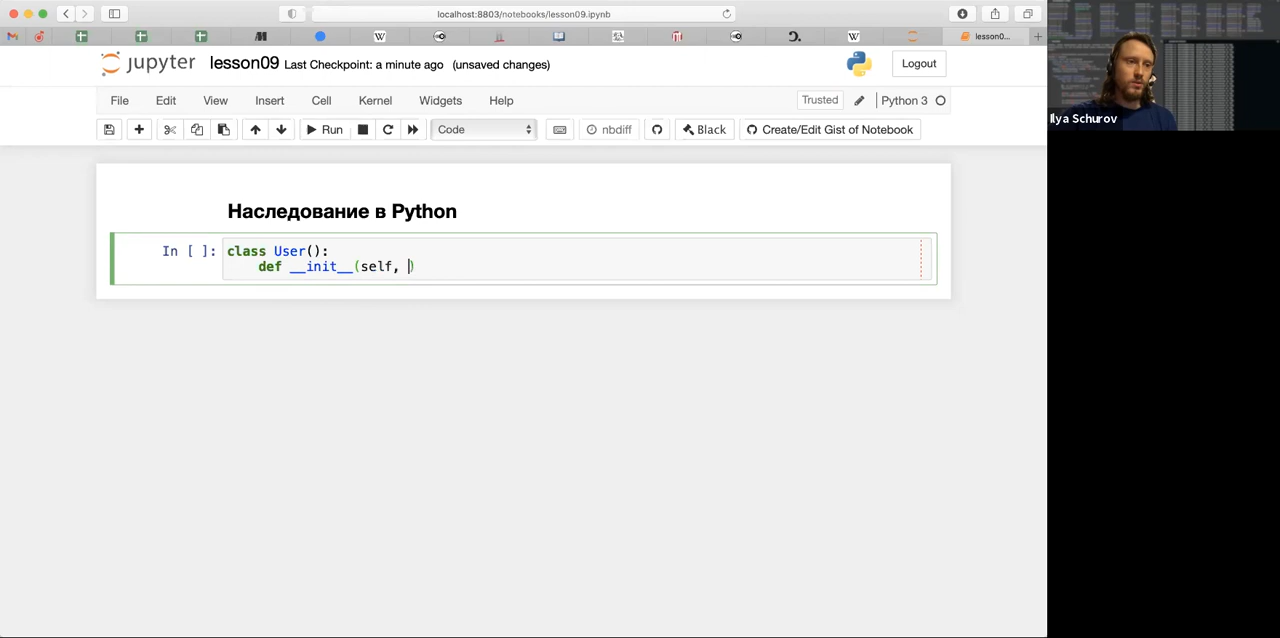 localhost:8803/notebooks/lesson09.ipynb
W
W
lesson0...
jupyter lesson09 Last Checkpoint: a minute ago (unsaved changes)
Logout
File Edit View Insert Cell Kernel Widgets Help
Trusted
Python 3
Run
Code
nbdiff
Black
Create/Edit Gist of Notebook
Наследование в Python
In [ ]: class User():
def __init__(self, )
Ilya Schurov